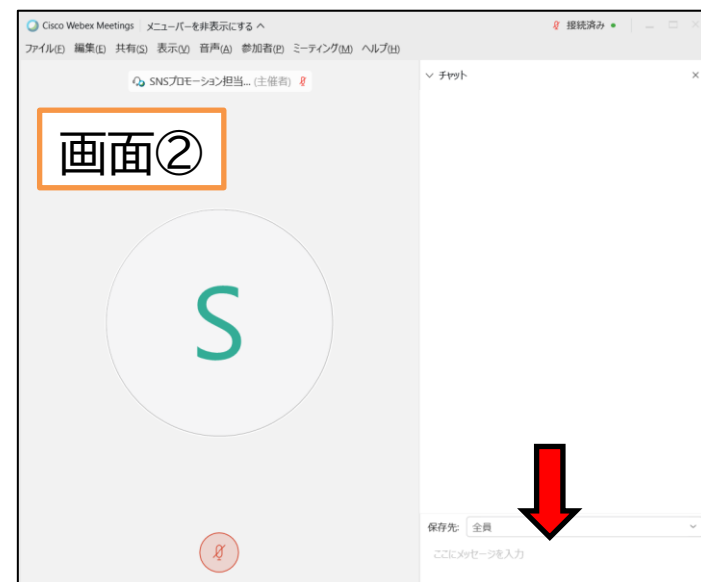 Cisco Webex Meetings メニューバーを非表示にする 接続済み
ファイル(F) 編集(E) 共有(S) 表示(V) 音声(A) 参加者(P) ミーティング(M) ヘルプ(H)
SNSプロモーション担当... (主催者)
チャット
画面②
S
保存先: 全員
ここにメッセージを入力